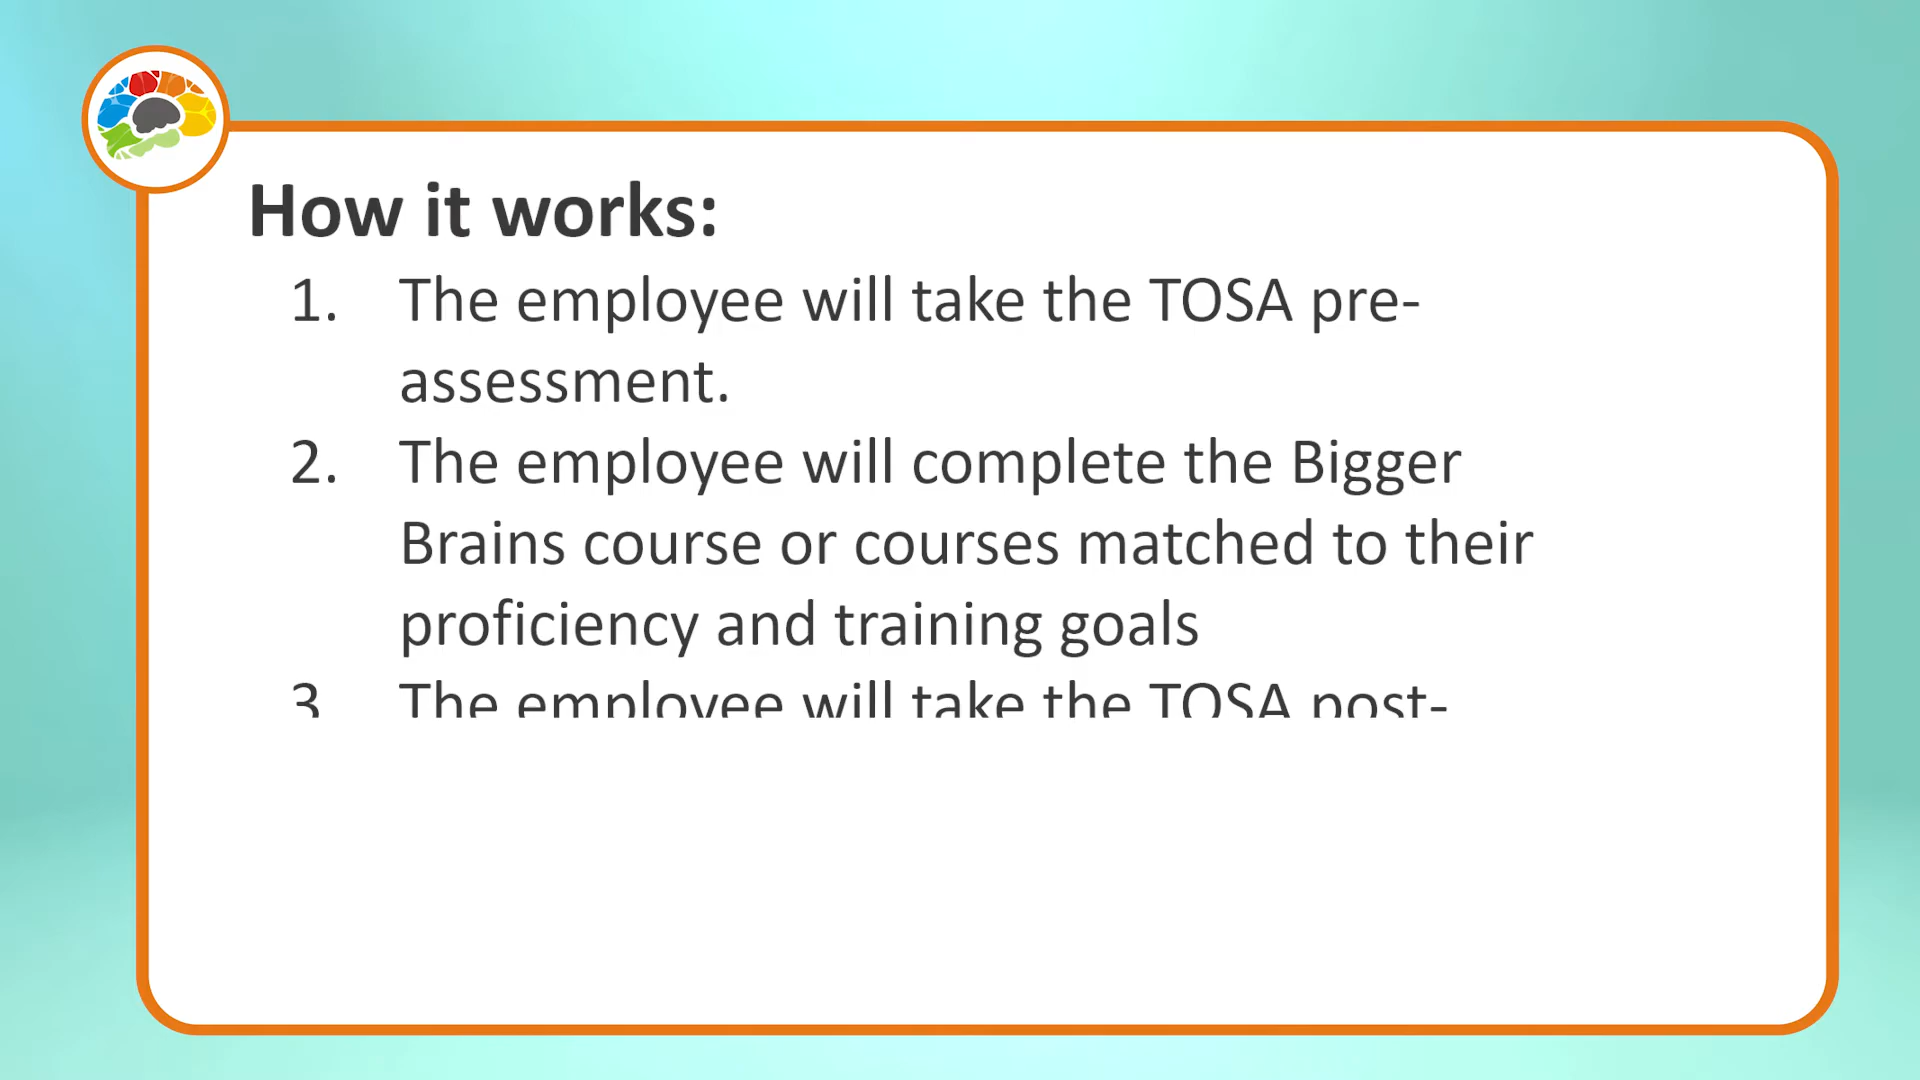 How it works:
1. The employee will take the TOSA pre-
assessment.
2. The employee will complete the Bigger
Brains course or courses matched to their
proficiency and training goals
3 The employee will take the TOSA post-